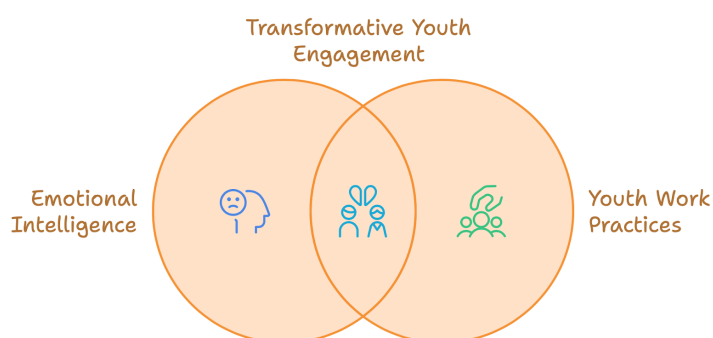 Transformative Youth
Engagement
Emotional
Intelligence
Youth Work
Practices